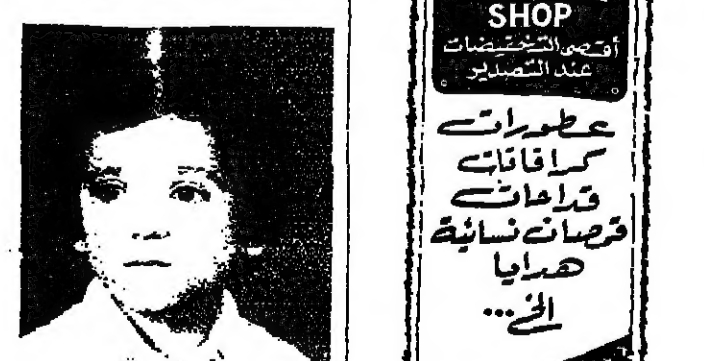 SHOP
أقصى التخفيضات
عند التصدير
عطورات
كرافاتات
قداحات
قمصان نسائية
هدايا
الخ...